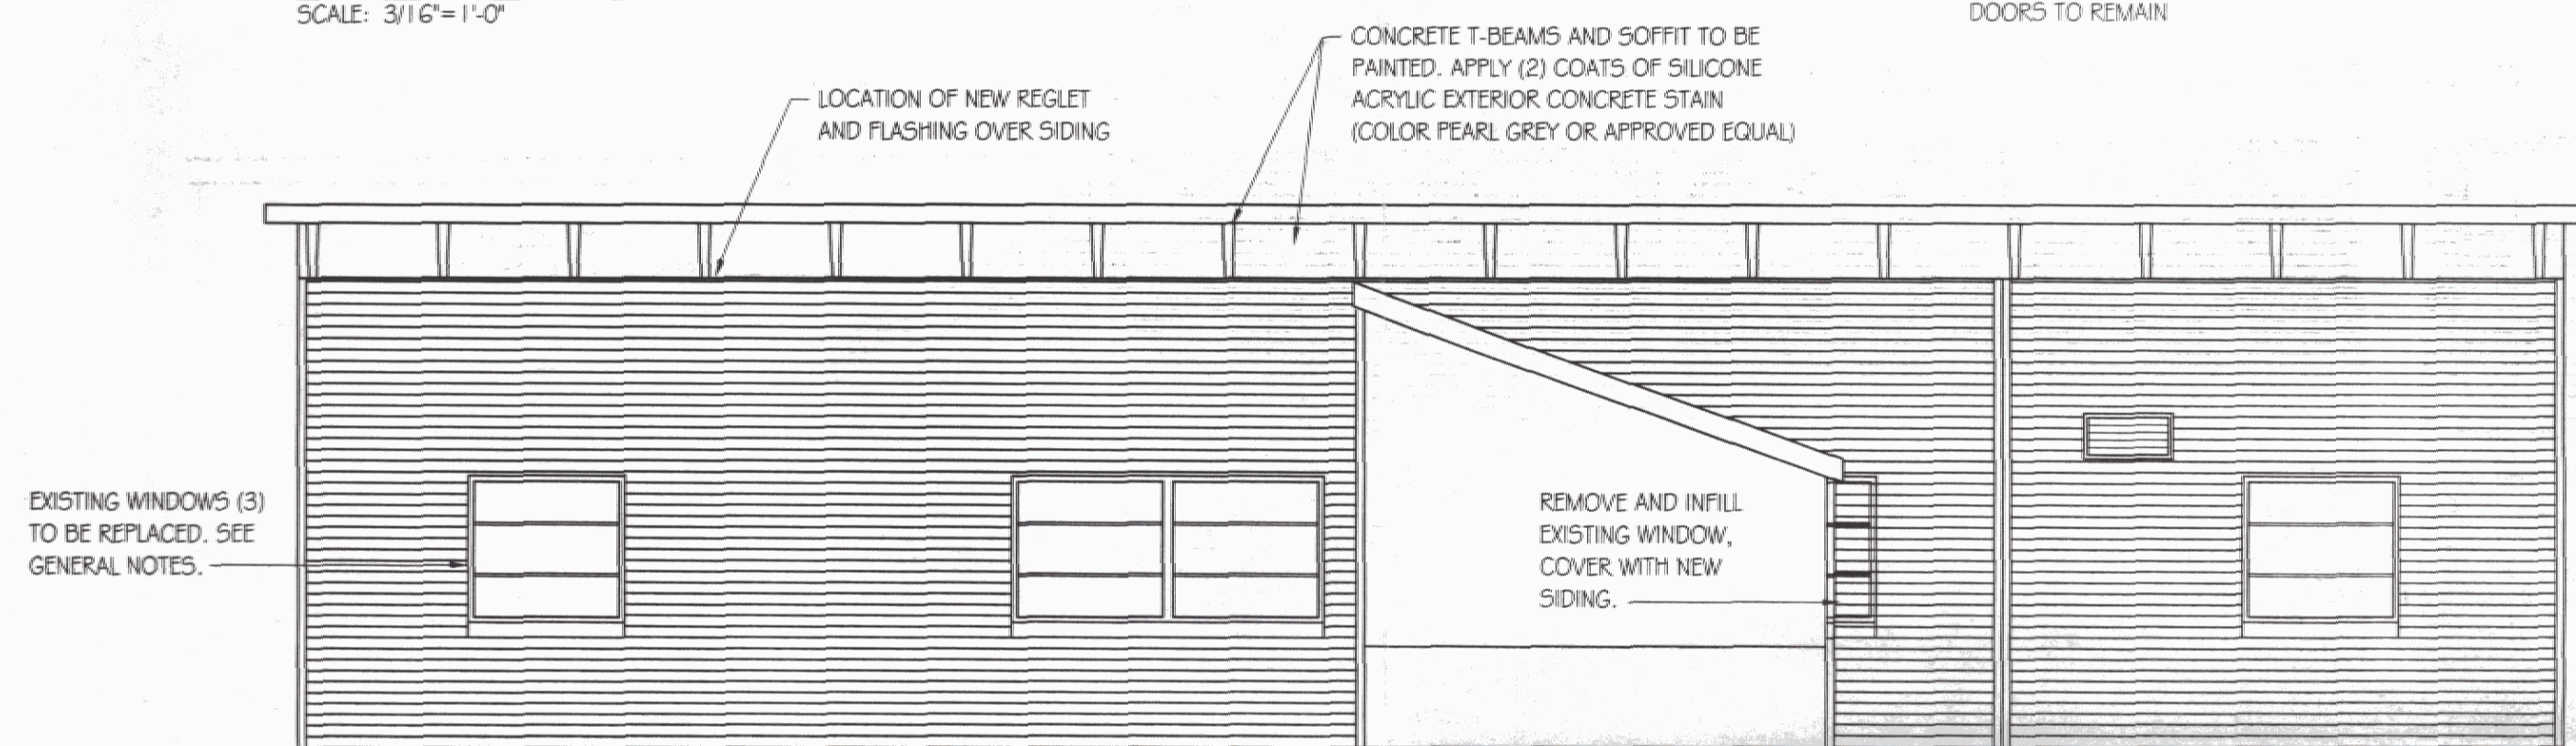 SCALE: 3/16"=1'-0"
DOORS TO REMAIN
CONCRETE T-BEAMS AND SOFFIT TO BE
PAINTED. APPLY (2) COATS OF SILICONE
ACRYLIC EXTERIOR CONCRETE STAIN
(COLOR PEARL GREY OR APPROVED EQUAL)
LOCATION OF NEW REGLET
AND FLASHING OVER SIDING
EXISTING WINDOWS (3)
TO BE REPLACED. SEE
GENERAL NOTES.
REMOVE AND INFILL
EXISTING WINDOW,
COVER WITH NEW
SIDING.